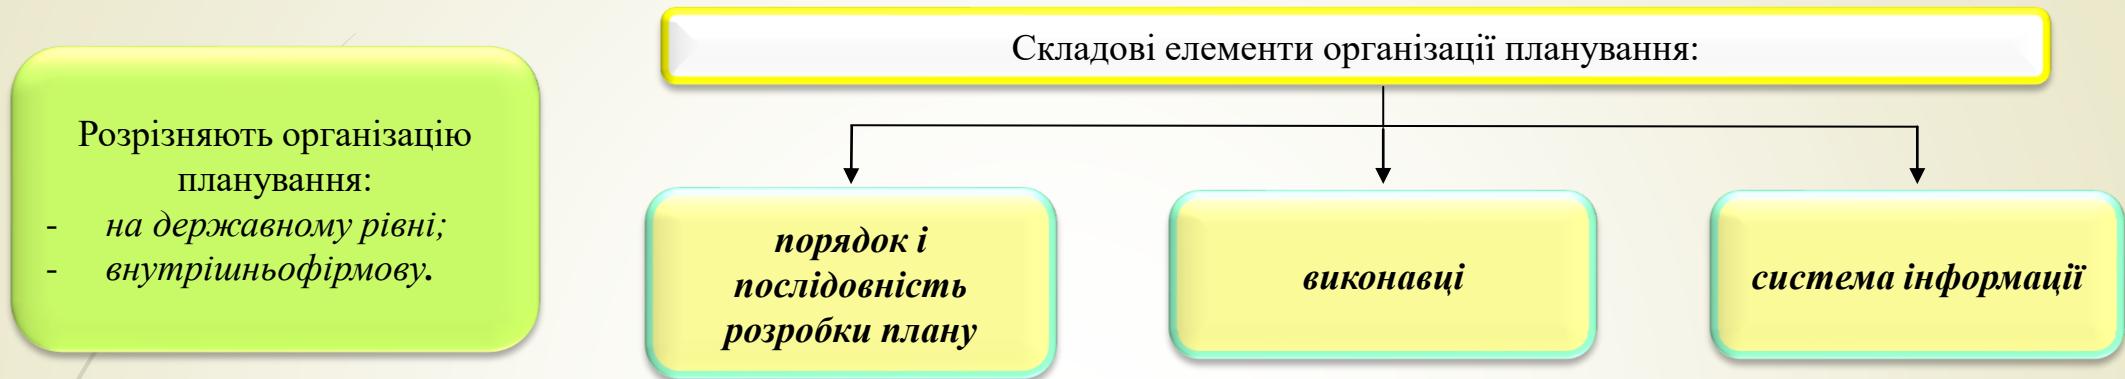 Розрізняють організацію
планування:
- на державному рівні;
- внутрішньофірмову.
Складові елементи організації планування:
порядок і
послідовність
розробки плану
виконавці
система інформації